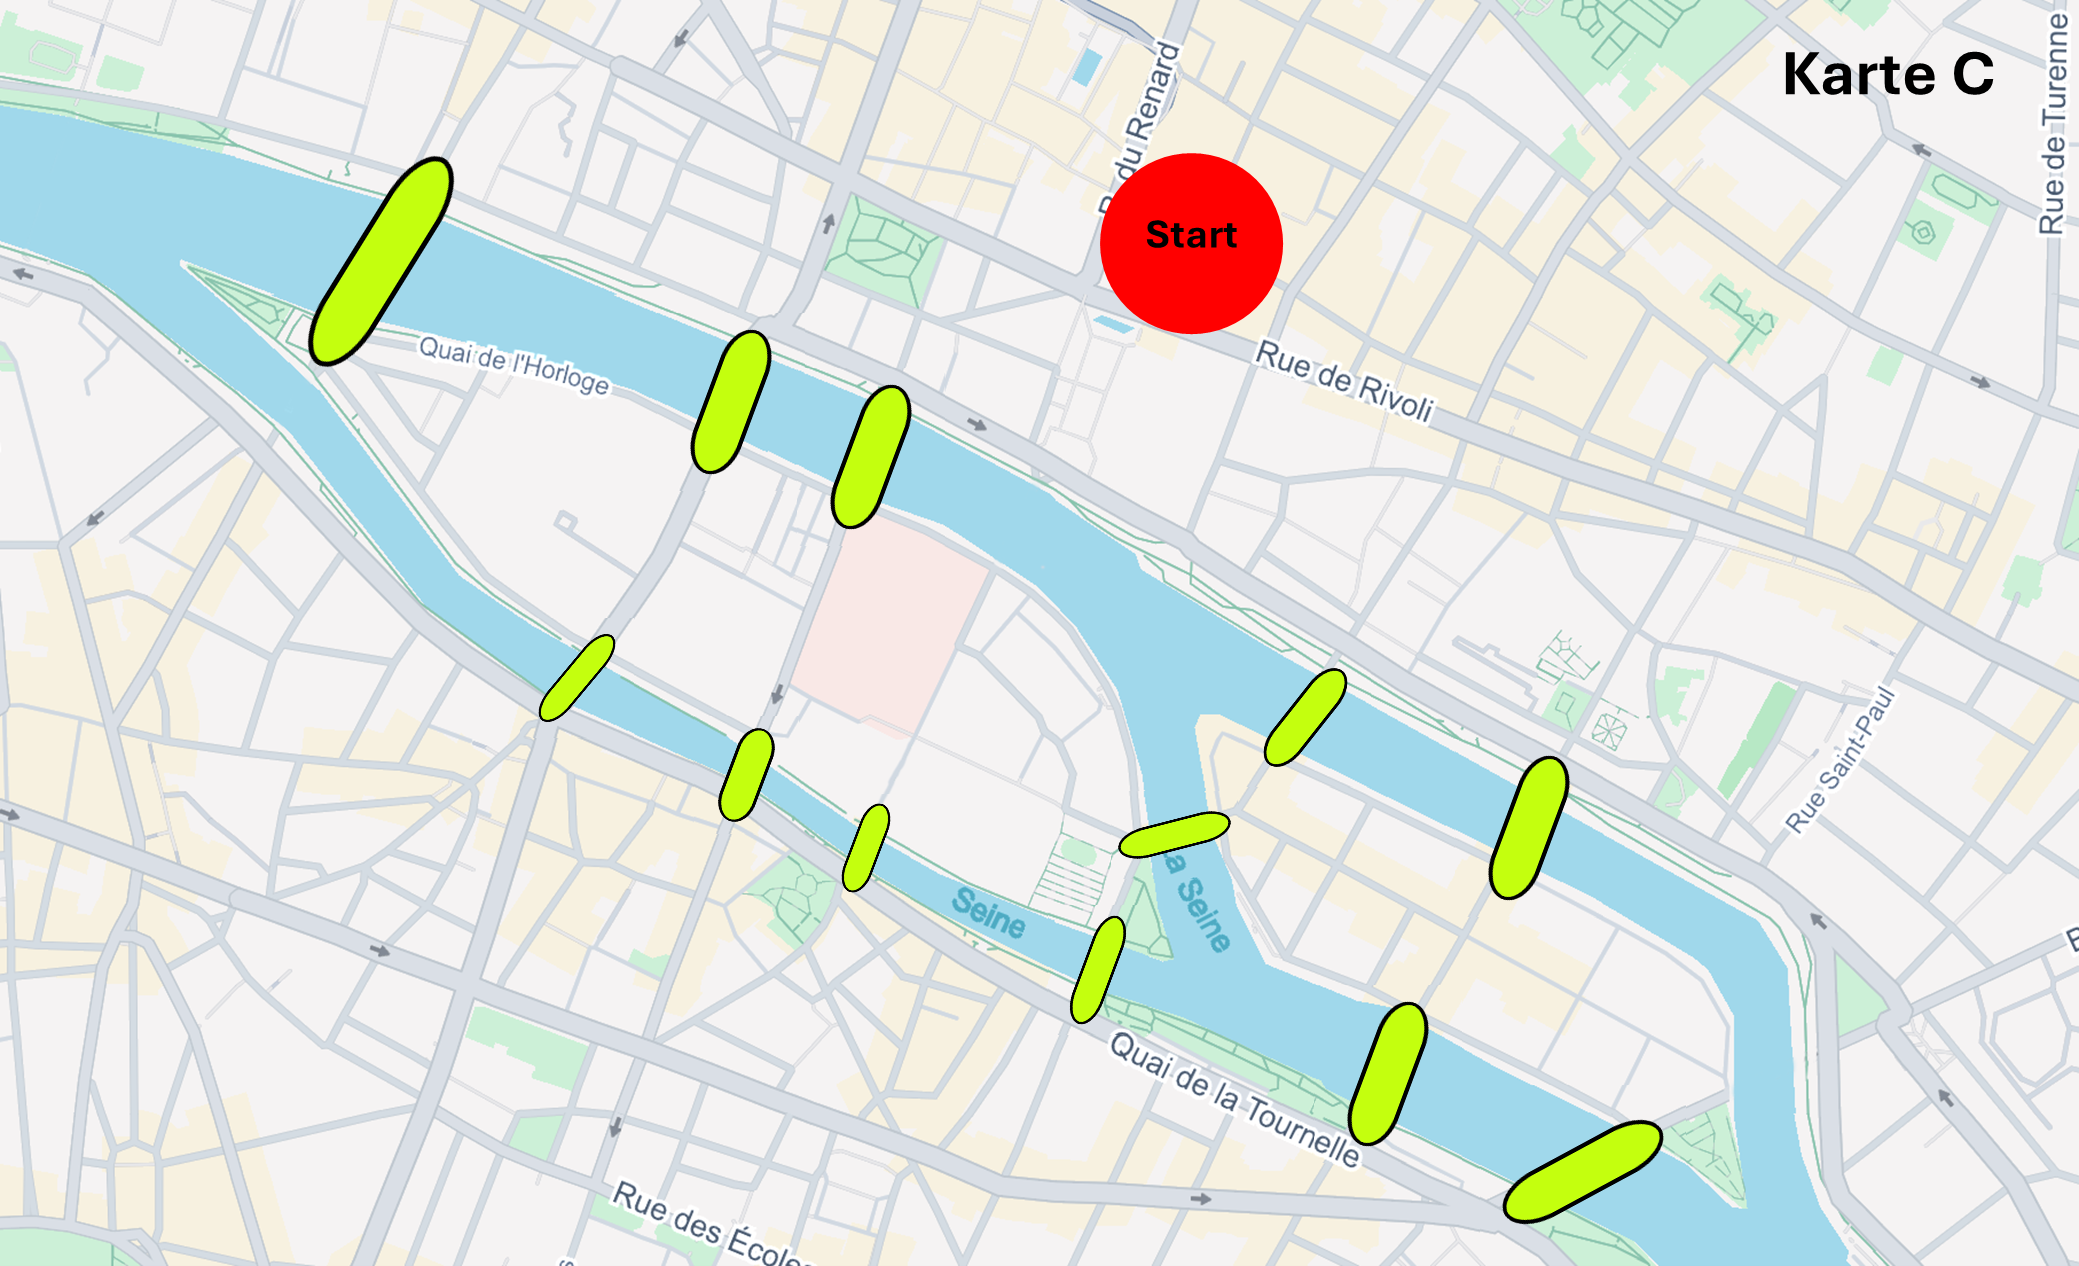 Karte C
Rue de Turenne
du Renard
Start
Quai de l'Horloge
Rue de Rivoli
Rue Saint-Paul
Seine
La Seine
Quai de la Tournelle
Rue des Écoles